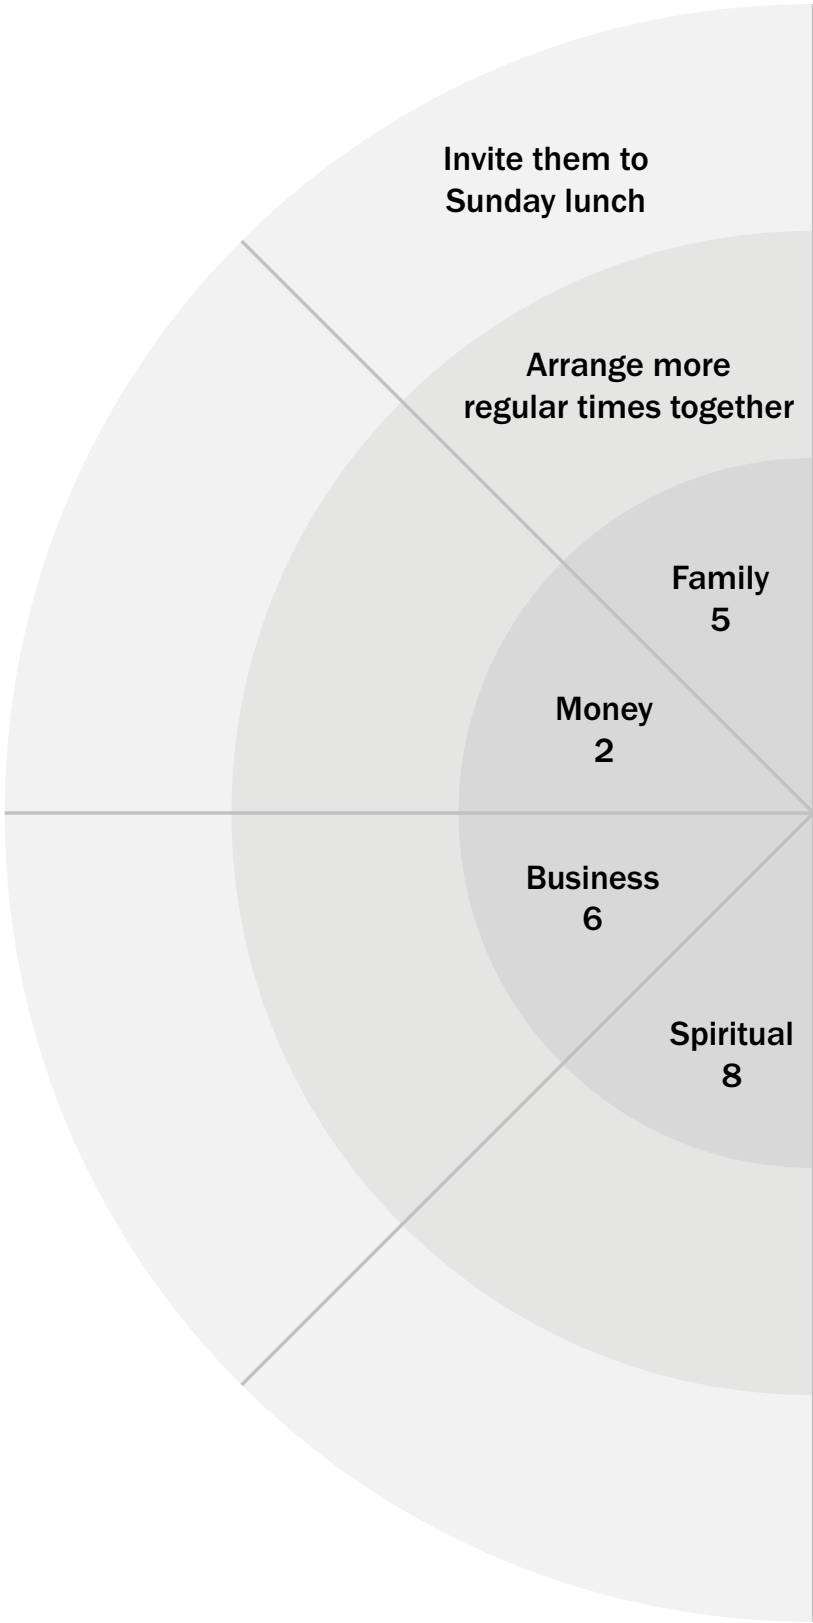 Invite them to
Sunday lunch
Arrange more
regular times together
Family
5
Money
2
Business
6
Spiritual
8